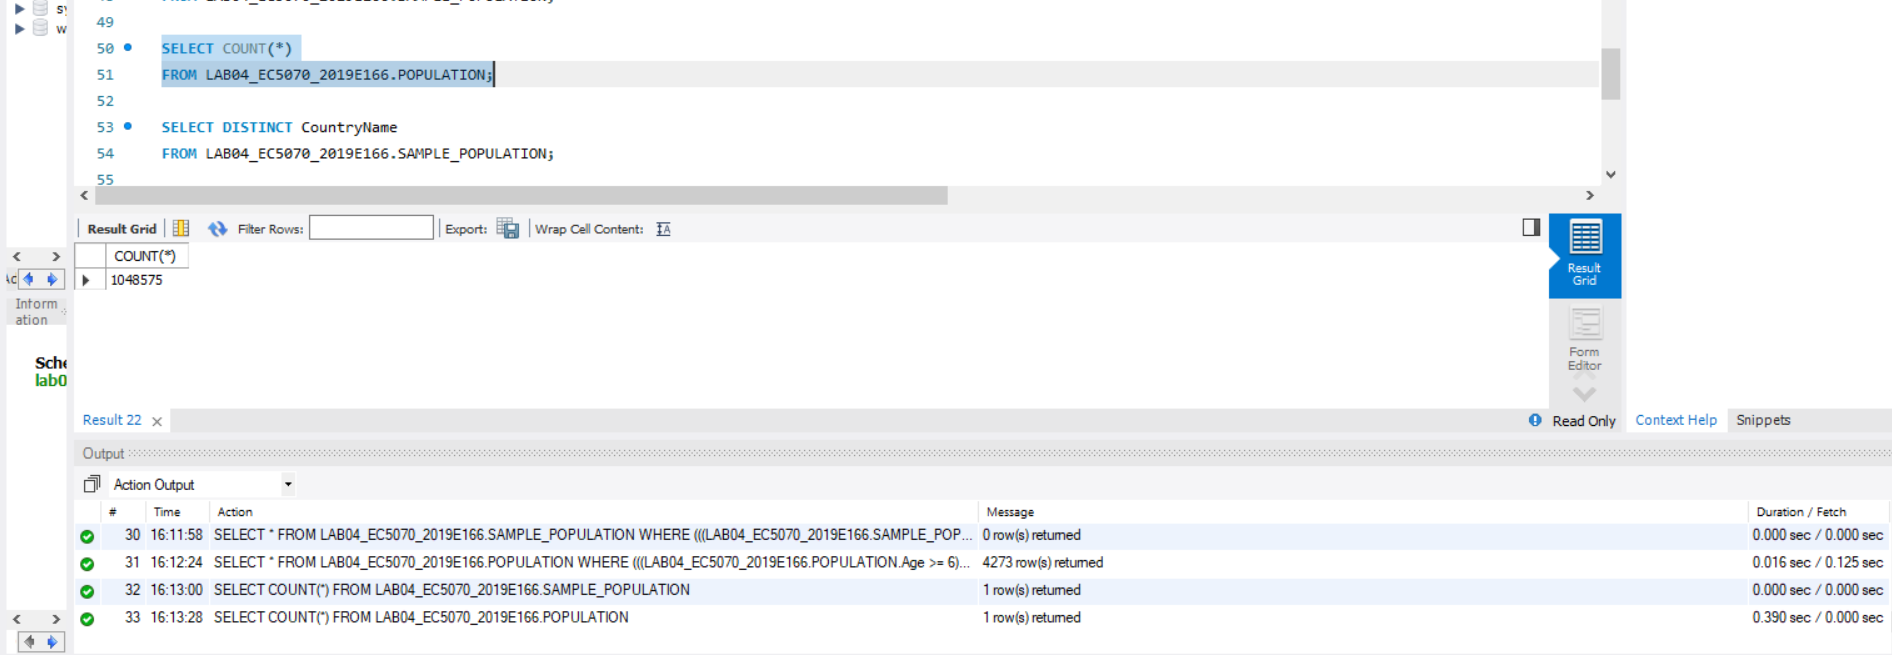 sy
w
49
50 SELECT COUNT(*)
51 FROM LAB04_EC5070_2019E166.POPULATION;
52
53 SELECT DISTINCT CountryName
54 FROM LAB04_EC5070_2019E166.SAMPLE_POPULATION;
55
Result Grid Filter Rows: Export: Wrap Cell Content:
COUNT(*)
1048575
Result
Grid
Form
Editor
Inform
ation
Sche
lab0
Result 22
Read Only
Context Help Snippets
Output
Action Output
# Time Action Message Duration / Fetch
30 16:11:58 SELECT * FROM LAB04_EC5070_2019E166.SAMPLE_POPULATION WHERE (((LAB04_EC5070_2019E166.SAMPLE_POP... 0 row(s) returned 0.000 sec / 0.000 sec
31 16:12:24 SELECT * FROM LAB04_EC5070_2019E166.POPULATION WHERE (((LAB04_EC5070_2019E166.POPULATION.Age >= 6)... 4273 row(s) returned 0.016 sec / 0.125 sec
32 16:13:00 SELECT COUNT(*) FROM LAB04_EC5070_2019E166.SAMPLE_POPULATION 1 row(s) returned 0.000 sec / 0.000 sec
33 16:13:28 SELECT COUNT(*) FROM LAB04_EC5070_2019E166.POPULATION 1 row(s) returned 0.390 sec / 0.000 sec